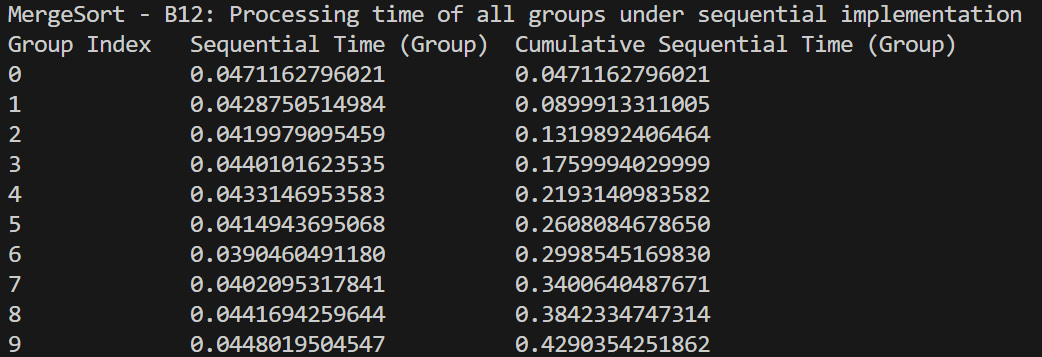 MergeSort - B12: Processing time of all groups under sequential implementation
Group Index Sequential Time (Group) Cumulative Sequential Time (Group)
0 0.0471162796021 0.0471162796021
1 0.0428750514984 0.0899913311005
2 0.0419979095459 0.1319892406464
3 0.0440101623535 0.1759994029999
4 0.0433146953583 0.2193140983582
5 0.0414943695068 0.2608084678650
6 0.0390460491180 0.2998545169830
7 0.0402095317841 0.3400640487671
8 0.0441694259644 0.3842334747314
9 0.0448019504547 0.4290354251862